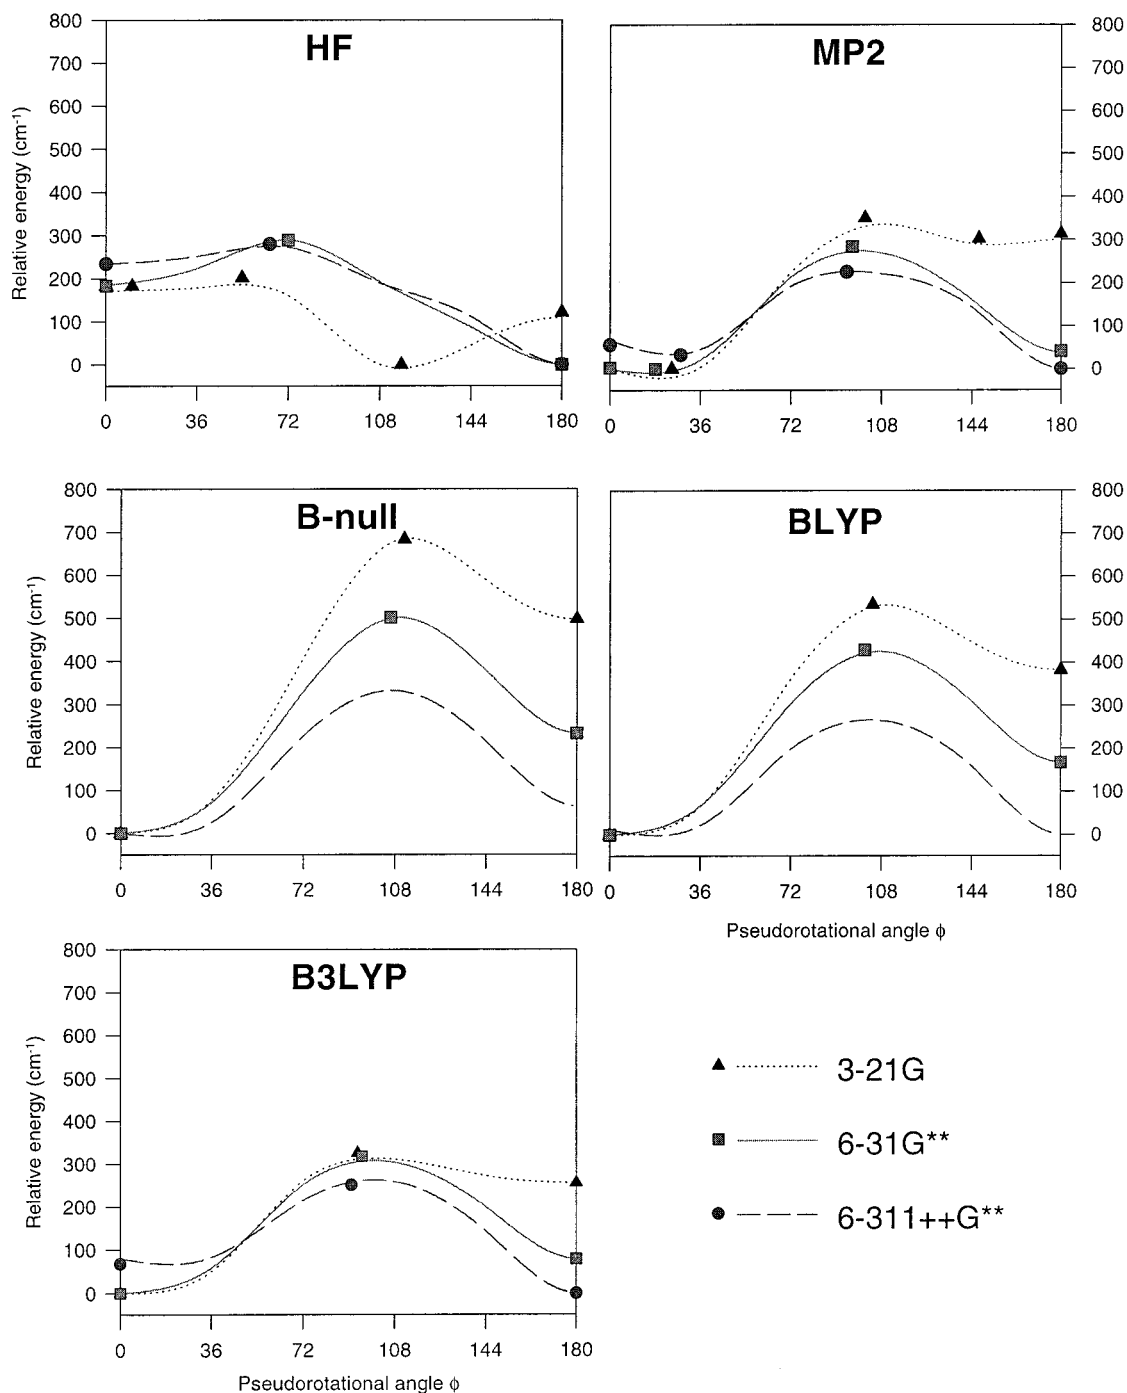 HF
Relative energy (cm-1)
800
700
600
500
400
300
200
100
0
0 36 72 108 144 180
MP2
800
700
600
500
400
300
200
100
0
0 36 72 108 144 180
B-null
Relative energy (cm-1)
800
700
600
500
400
300
200
100
0
0 36 72 108 144 180
BLYP
800
700
600
500
400
300
200
100
0
0 36 72 108 144 180
Pseudorotational angle ϕ
B3LYP
Relative energy (cm-1)
800
700
600
500
400
300
200
100
0
0 36 72 108 144 180
Pseudorotational angle ϕ
3-21G
6-31G**
6-311++G**